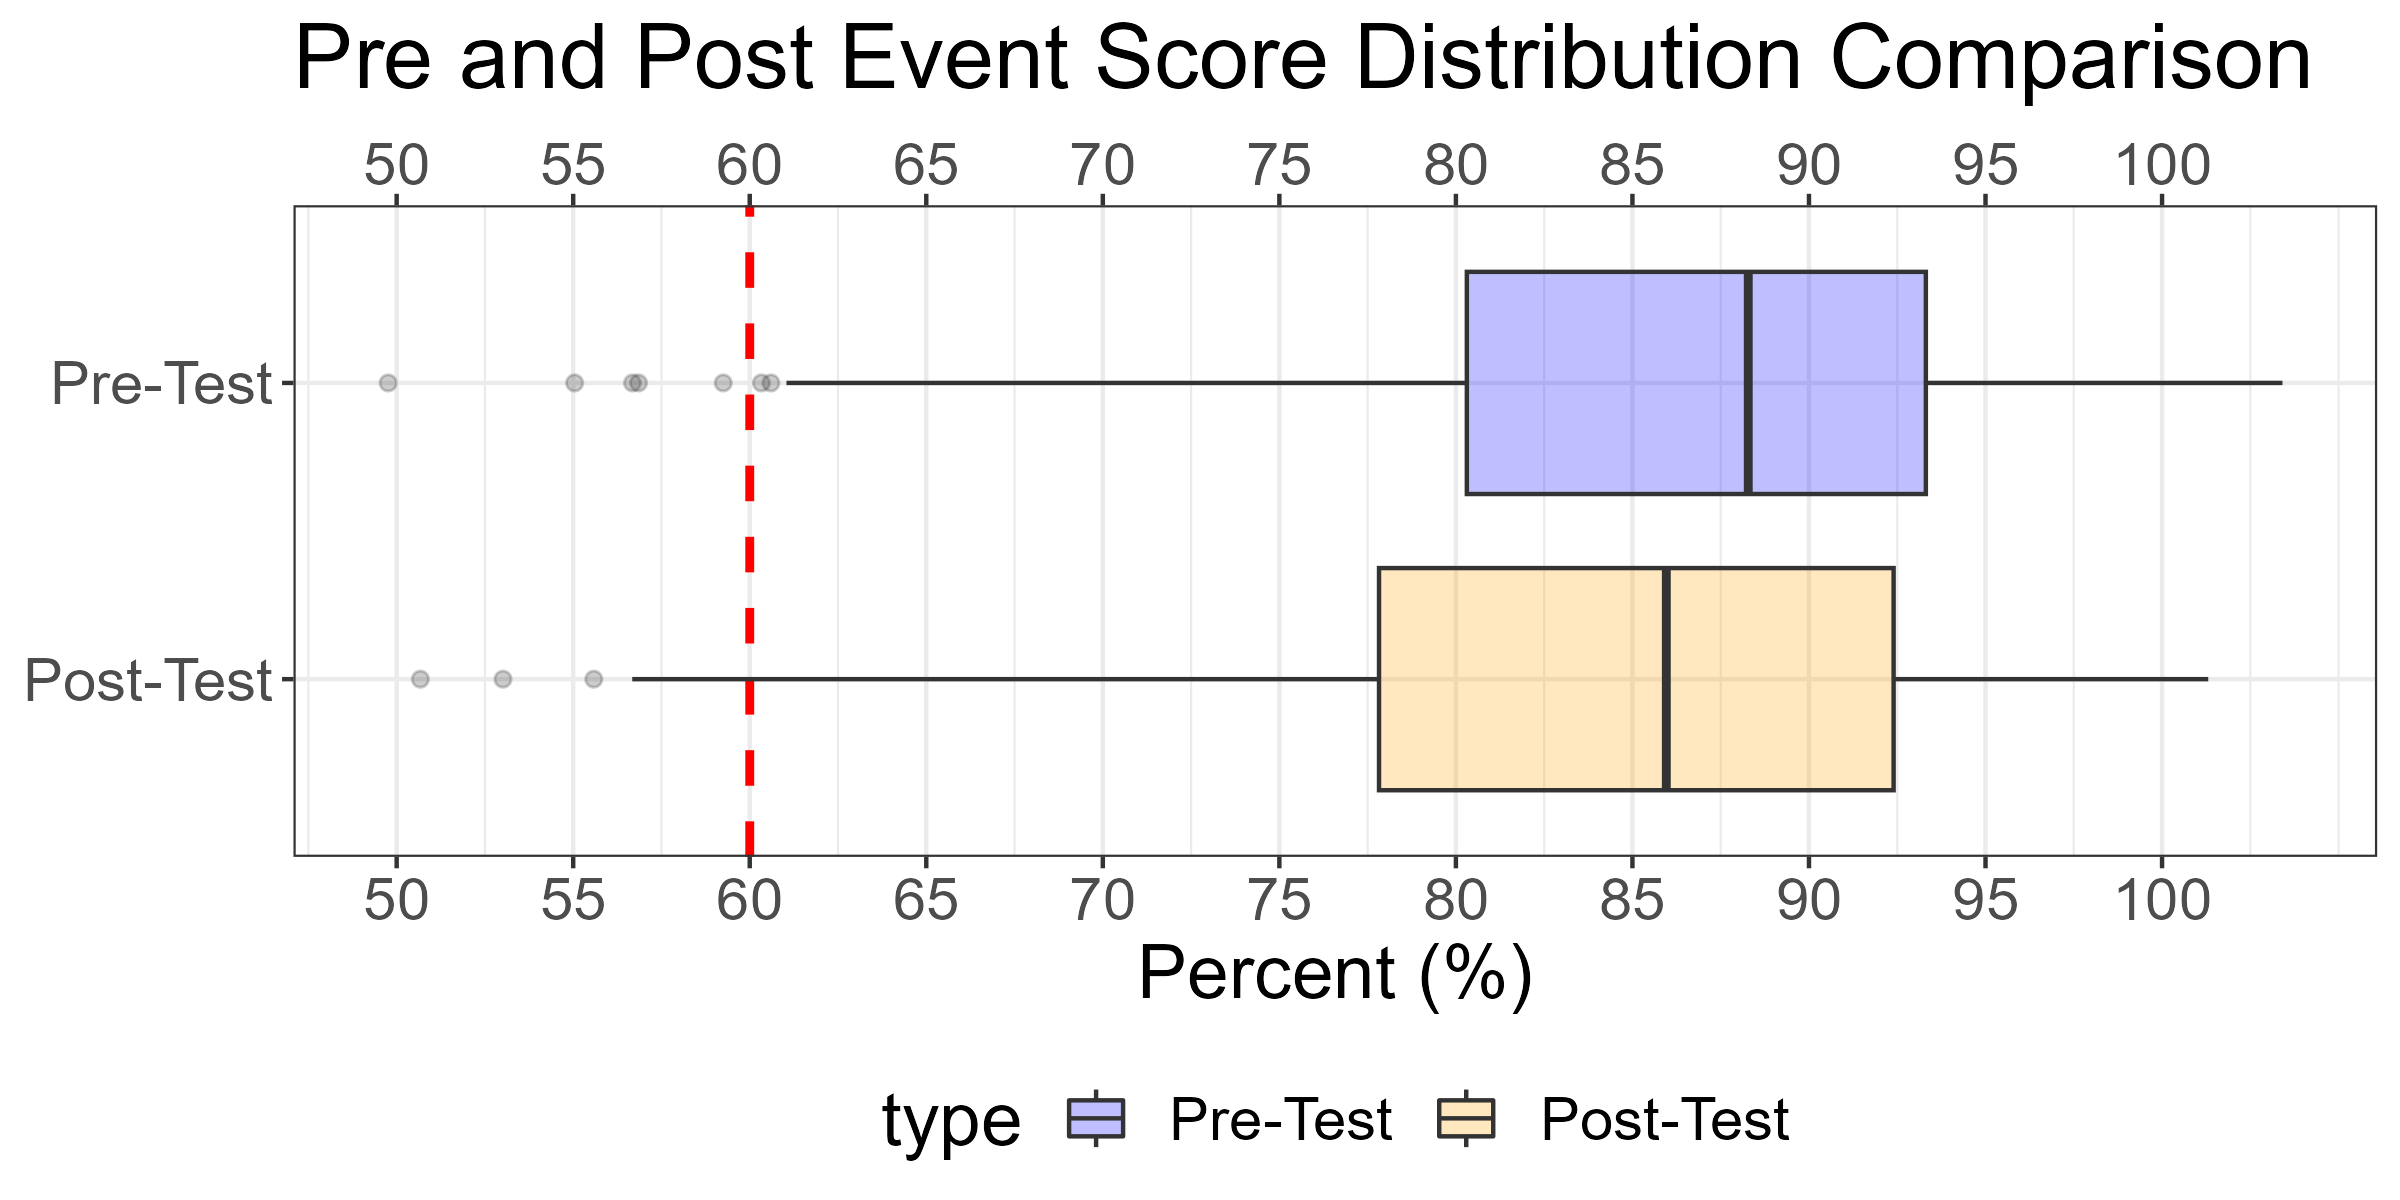 Pre and Post Event Score Distribution Comparison
50 55 60 65 70 75 80 85 90 95 100
Pre-Test
Post-Test
50 55 60 65 70 75 80 85 90 95 100
Percent (%)
type Pre-Test Post-Test